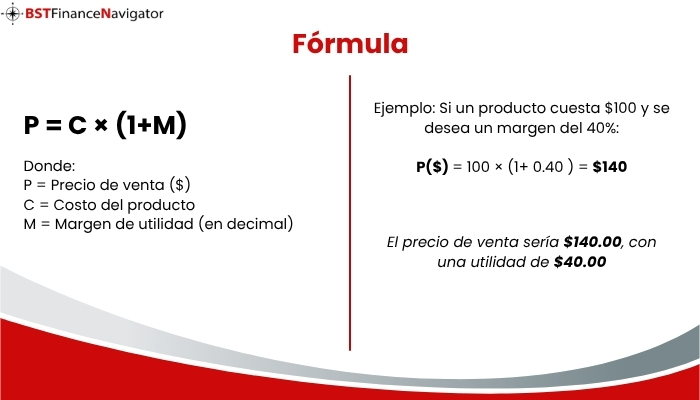 BSTFinanceNavigator
Fórmula
P = C × (1+M)
Donde:
P = Precio de venta ($)
C = Costo del producto
M = Margen de utilidad (en decimal)
Ejemplo: Si un producto cuesta $100 y se
desea un margen del 40%:
P($) = 100 × (1+ 0.40 ) = $140
El precio de venta sería $140.00, con
una utilidad de $40.00